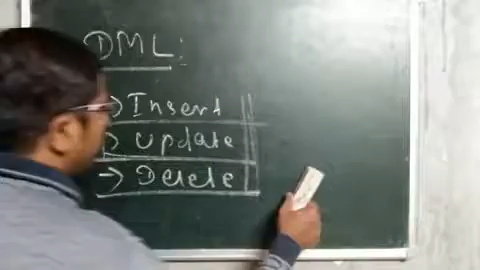 DML:
→ Insert
→ Update
→ Delete